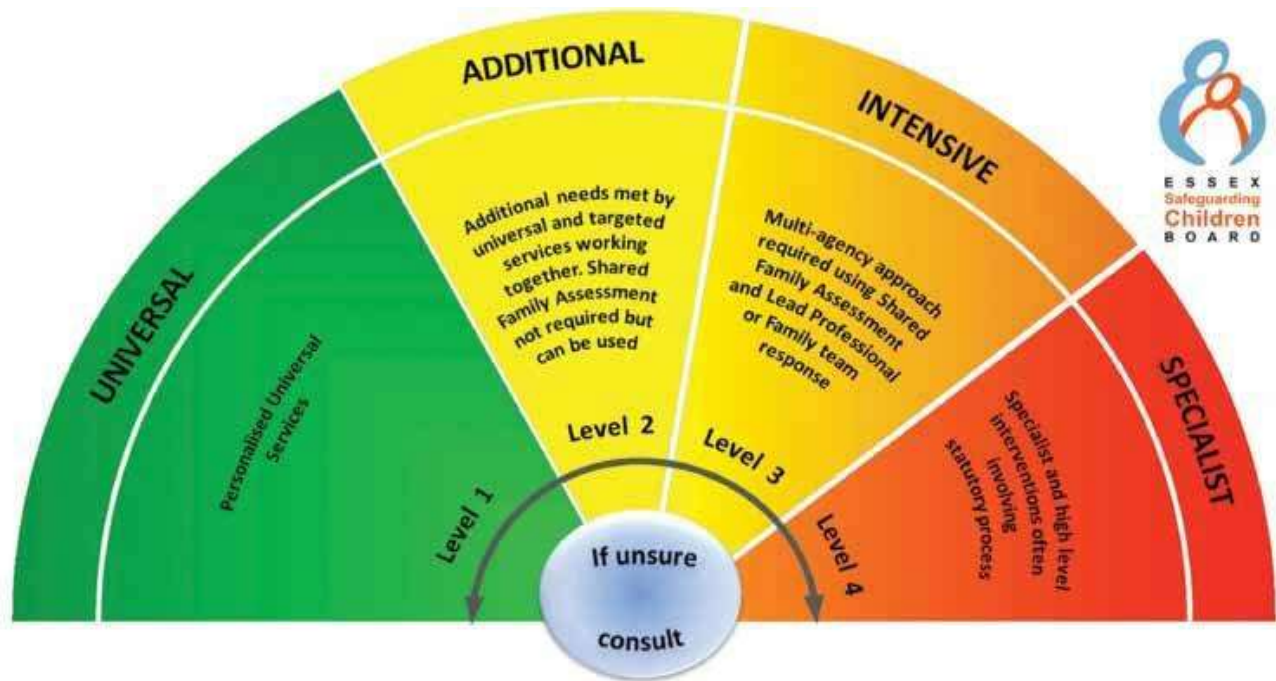 UNIVERSAL
Personalised Universal
Services
Level 1
ADDITIONAL
Additional needs met by
universal and targeted
services working
together. Shared
Family Assessment
not required but
can be used
Level 2
INTENSIVE
Multi-agency approach
required using Shared
Family Assessment
and Lead Professional
or Family team
response
Level 3
SPECIALIST
Specialist and high level
interventions often
involving
statutory process
Level 4
If unsure
consult
ESSEX
Safeguarding
Children
BOARD